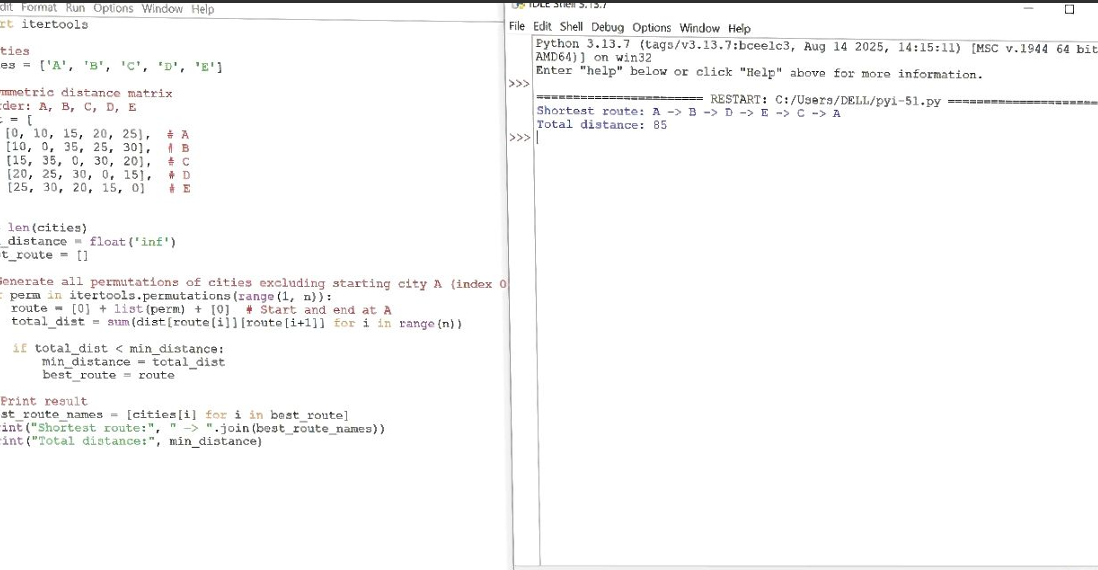 dit Format Run Options Window Help
rt itertools
ties
es = ['A', 'B', 'C', 'D', 'E']
mmetric distance matrix
der: A, B, C, D, E
t = [
[0, 10, 15, 20, 25], # A
[10, 0, 35, 25, 30], # B
[15, 35, 0, 30, 20], # C
[20, 25, 30, 0, 15], # D
[25, 30, 20, 15, 0] # E
len(cities)
_distance = float('inf')
t_route = []
Generate all permutations of cities excluding starting city A (index 0
perm in itertools.permutations(range(1, n)):
route = [0] + list(perm) + [0] # Start and end at A
total_dist = sum(dist[route[i]][route[i+1]] for i in range(n))
if total_dist < min_distance:
min_distance = total_dist
best_route = route
Print result
st_route_names = [cities[i] for i in best_route]
int("Shortest route:", " -> ".join(best_route_names))
int("Total distance:", min_distance)
IDLE Shell 3.13.7
File Edit Shell Debug Options Window Help
Python 3.13.7 (tags/v3.13.7:bcee1c3, Aug 14 2025, 14:15:11) [MSC v.1944 64 bit
AMD64)] on win32
Enter "help" below or click "Help" above for more information.
>>>
======================= RESTART: C:/Users/DELL/pyi-51.py =====================
Shortest route: A -> B -> D -> E -> C -> A
Total distance: 85
>>>